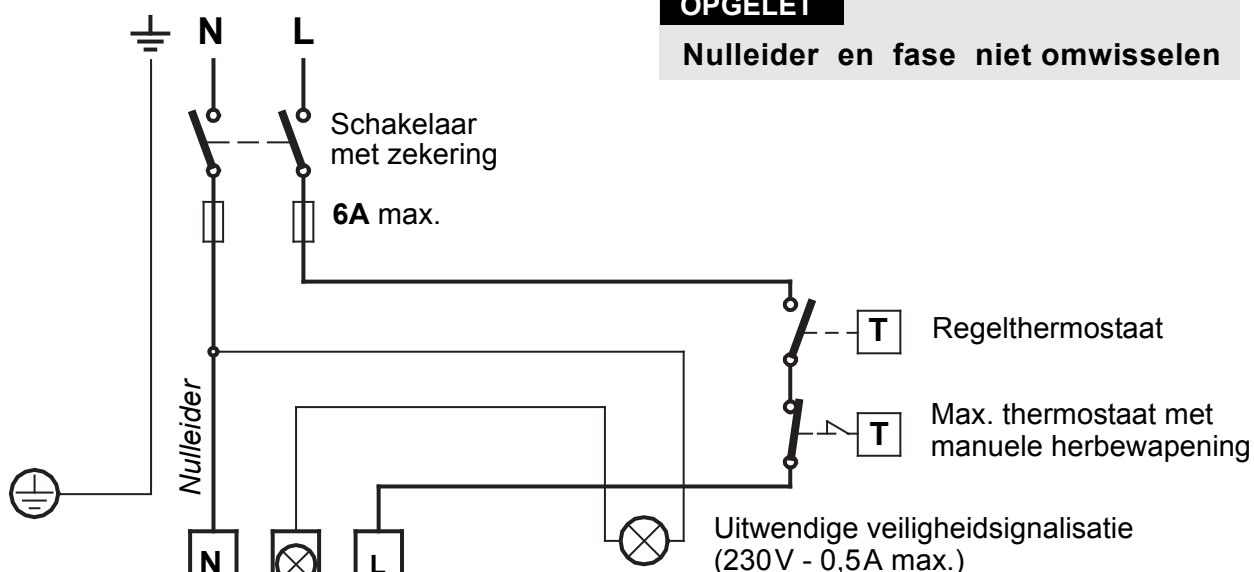 OPGELET
Nulleider en fase niet omwisselen
N L
Schakelaar
met zekering
6A max.
T Regelthermostaat
Nulleider
T Max. thermostaat met
manuele herbewapening
Uitwendige veiligheidsignalisatie
(230V - 0,5A max.)
N L